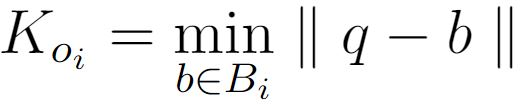 $K_{o_i} = \min_{b \in B_i} \parallel q - b \parallel$